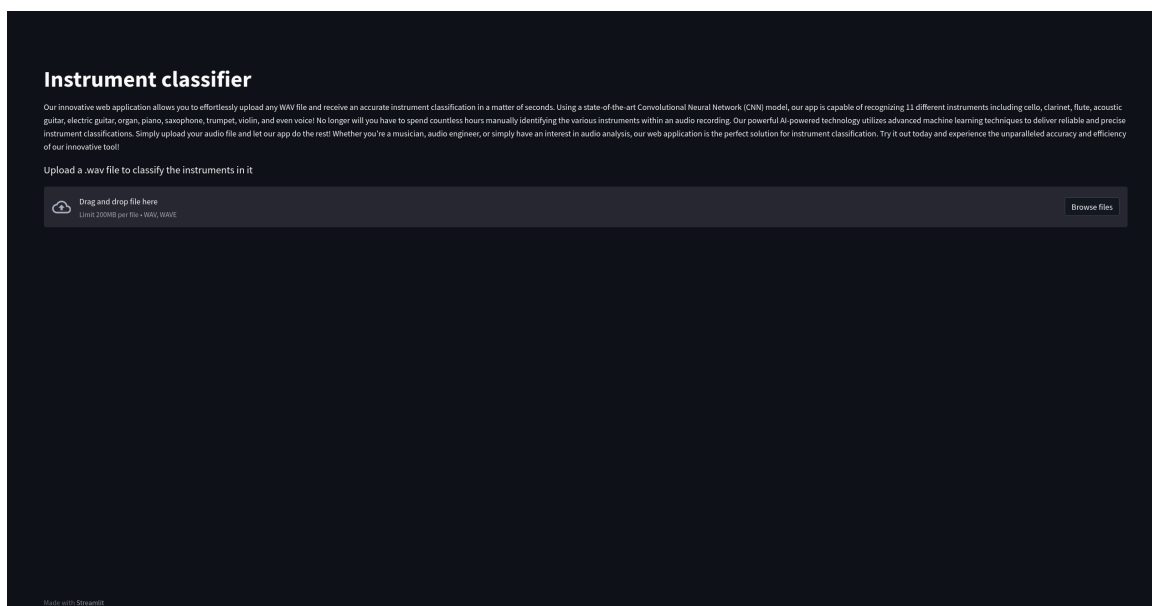 Instrument classifier
Our innovative web application allows you to effortlessly upload any WAV file and receive an accurate instrument classification in a matter of seconds. Using a state-of-the-art Convolutional Neural Network (CNN) model, our app is capable of recognizing 11 different instruments including cello, clarinet, flute, acoustic
guitar, electric guitar, organ, piano, saxophone, trumpet, violin, and even voice! No longer will you have to spend countless hours manually identifying the various instruments within an audio recording. Our powerful AI-powered technology utilizes advanced machine learning techniques to deliver reliable and precise
instrument classifications. Simply upload your audio file and let our app do the rest! Whether you're a musician, audio engineer, or simply have an interest in audio analysis, our web application is the perfect solution for instrument classification. Try it out today and experience the unparalleled accuracy and efficiency
of our innovative tool!
Upload a .wav file to classify the instruments in it
Drag and drop file here
Limit 200MB per file • WAV, WAVE
Browse files
Made with Streamlit